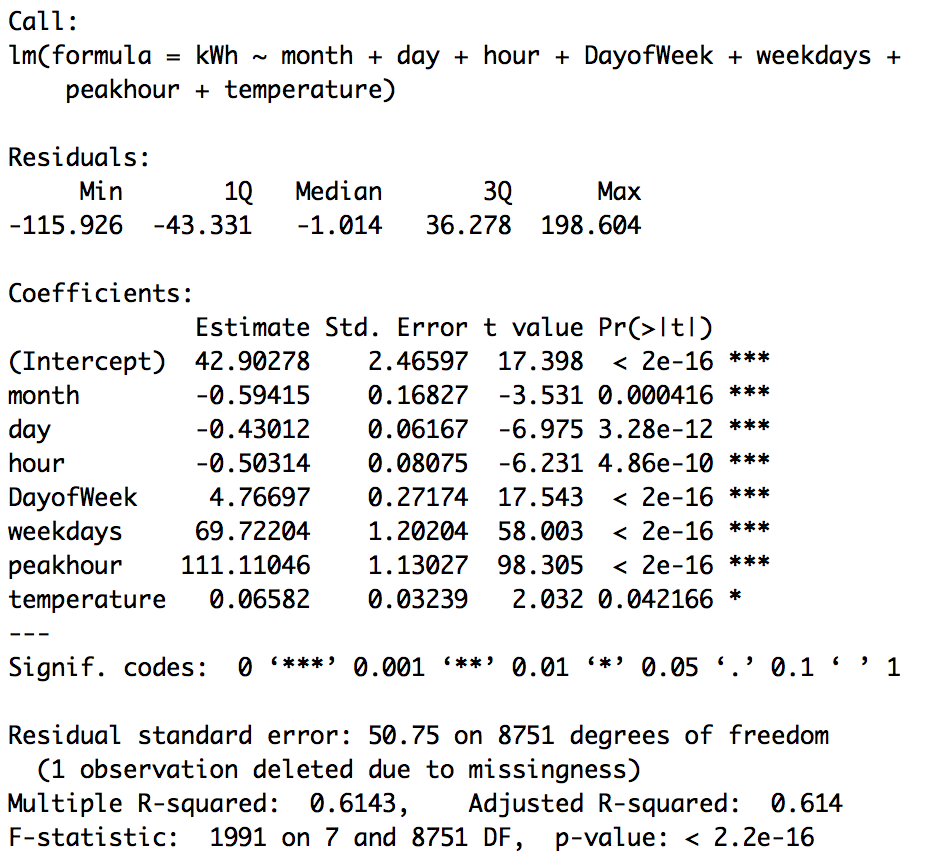 Call:
lm(formula = kWh ~ month + day + hour + DayofWeek + weekdays +
    peakhour + temperature)

Residuals:
     Min       1Q   Median       3Q      Max
-115.926  -43.331   -1.014   36.278  198.604

Coefficients:
             Estimate Std. Error t value Pr(>|t|)
(Intercept)  42.90278    2.46597  17.398  < 2e-16 ***
month        -0.59415    0.16827  -3.531 0.000416 ***
day          -0.43012    0.06167  -6.975 3.28e-12 ***
hour         -0.50314    0.08075  -6.231 4.86e-10 ***
DayofWeek     4.76697    0.27174  17.543  < 2e-16 ***
weekdays     69.72204    1.20204  58.003  < 2e-16 ***
peakhour    111.11046    1.13027  98.305  < 2e-16 ***
temperature   0.06582    0.03239   2.032 0.042166 *
---
Signif. codes:  0 ‘***’ 0.001 ‘**’ 0.01 ‘*’ 0.05 ‘.’ 0.1 ‘ ’ 1

Residual standard error: 50.75 on 8751 degrees of freedom
  (1 observation deleted due to missingness)
Multiple R-squared:  0.6143,    Adjusted R-squared:  0.614
F-statistic:  1991 on 7 and 8751 DF,  p-value: < 2.2e-16